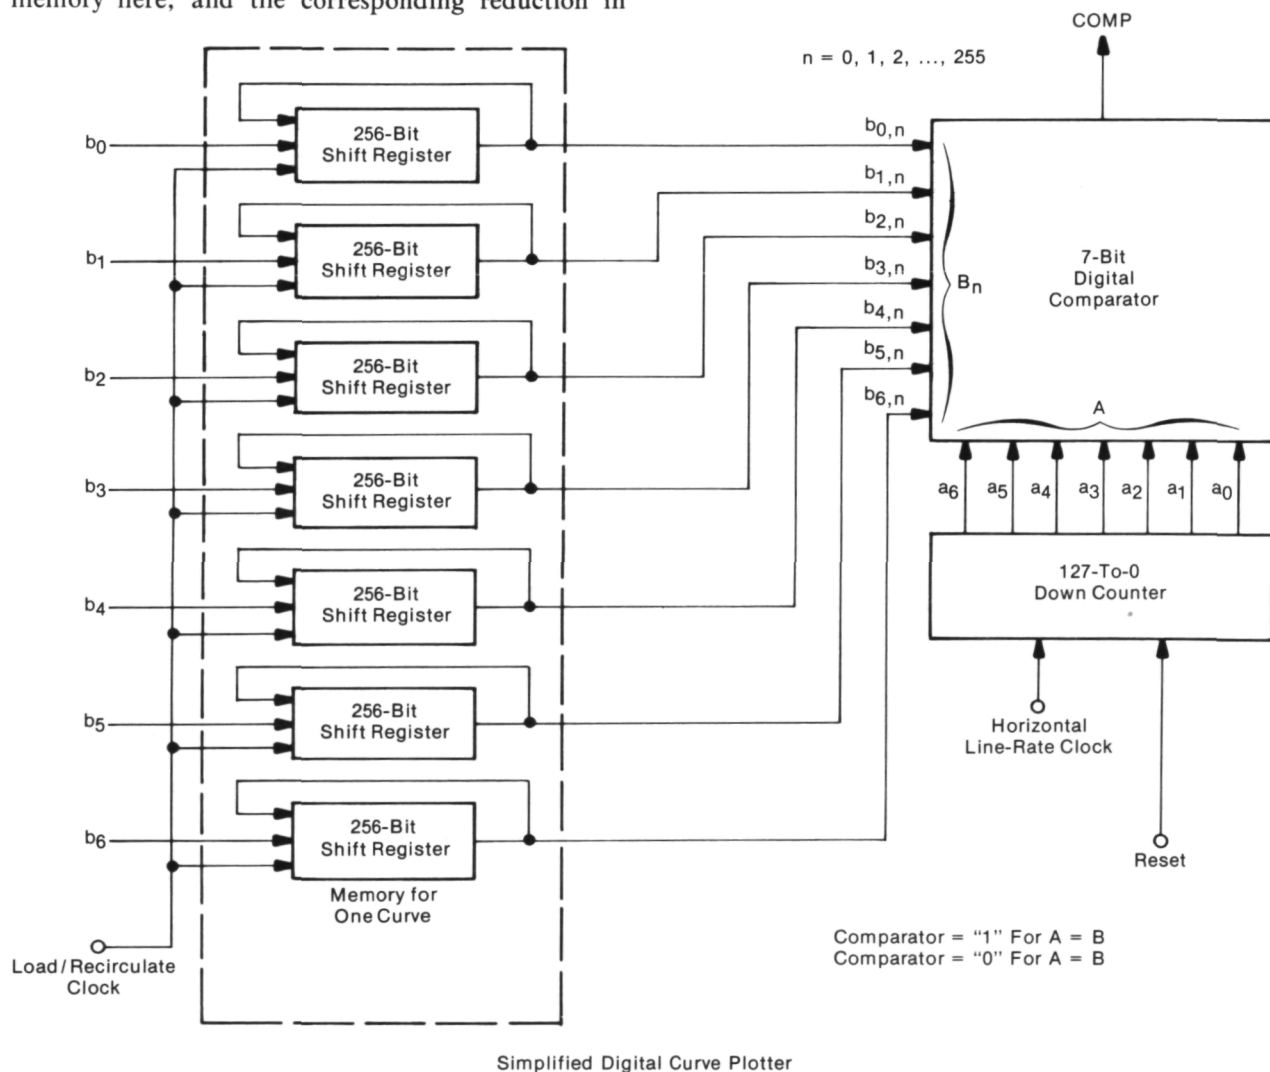 memory here, and the corresponding reduction in
COMP
n = 0, 1, 2, ..., 255
b0
256-Bit
Shift Register
b0,n
b1
256-Bit
Shift Register
b1,n
b2
256-Bit
Shift Register
b2,n
b3
256-Bit
Shift Register
b3,n
b4
256-Bit
Shift Register
b4,n
b5
256-Bit
Shift Register
b5,n
b6
256-Bit
Shift Register
b6,n
Bn
7-Bit
Digital
Comparator
A
a6 a5 a4 a3 a2 a1 a0
127-To-0
Down Counter
Horizontal
Line-Rate Clock
Reset
Memory for
One Curve
Load/Recirculate
Clock
Comparator = "1" For A = B
Comparator = "0" For A = B
Simplified Digital Curve Plotter